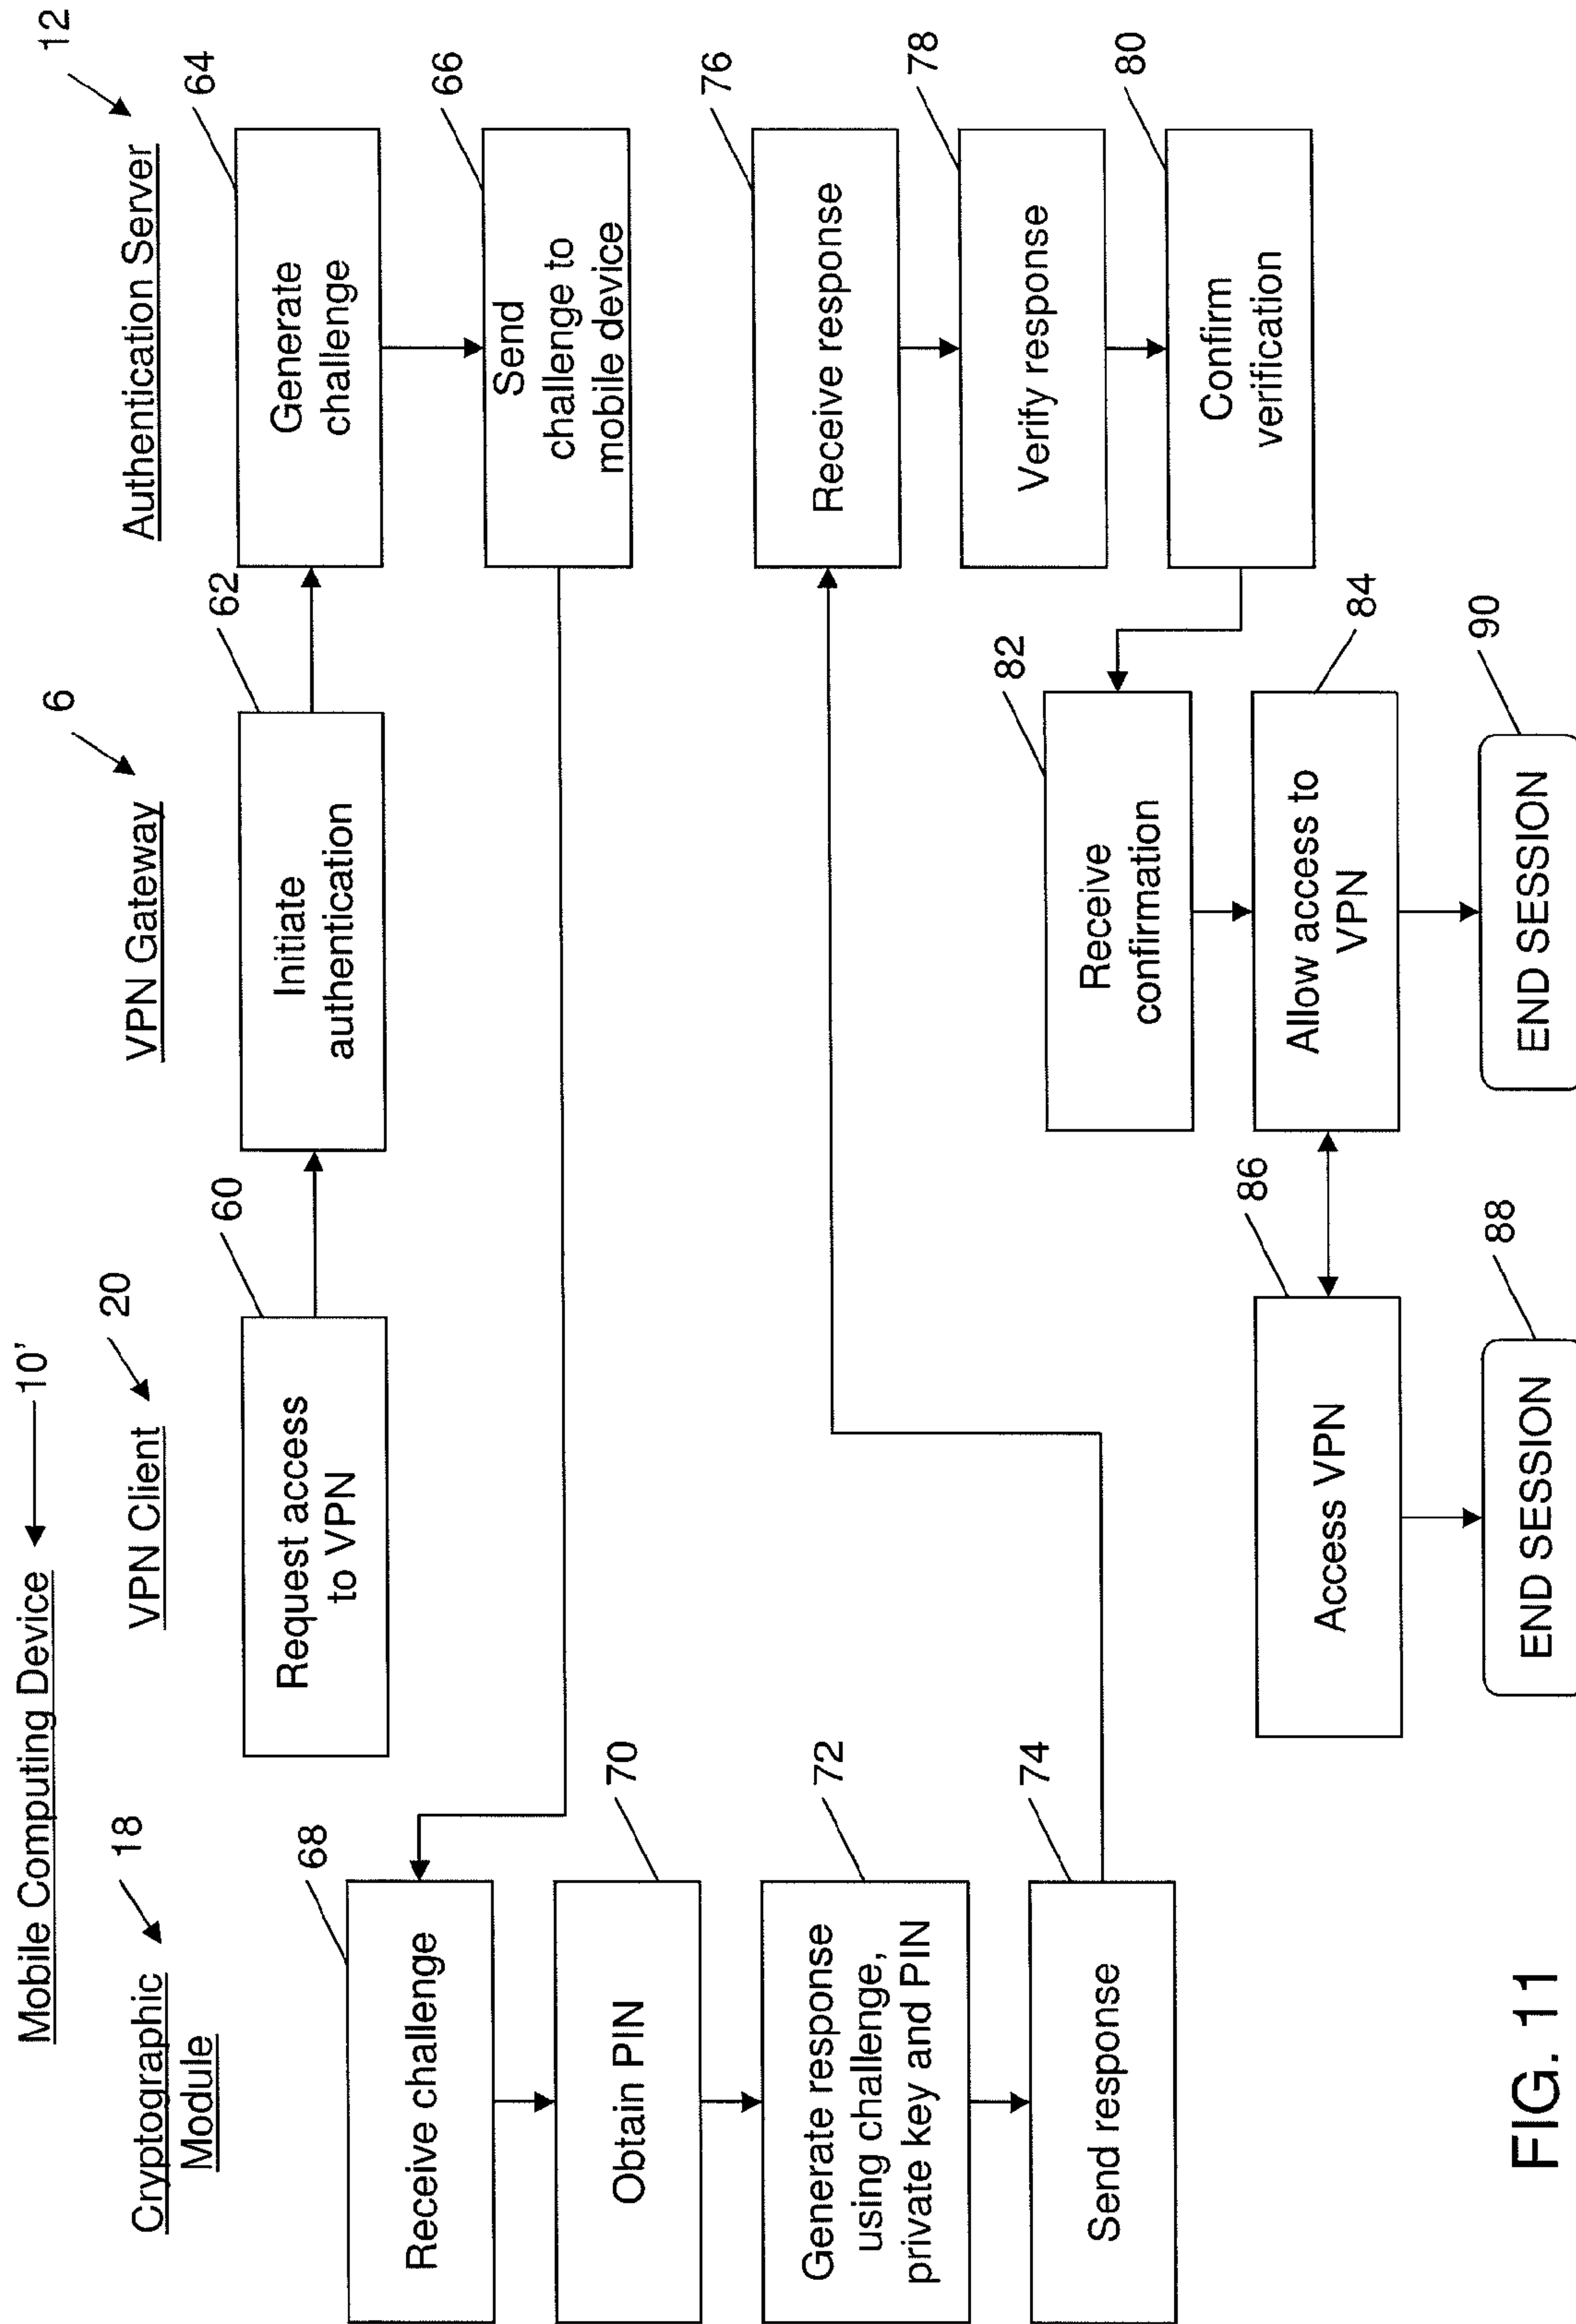 Mobile Computing Device
10'
Cryptographic
Module
18
VPN Client
20
VPN Gateway
6
Authentication Server
12
Request access
to VPN
60
Initiate
authentication
62
Generate
challenge
64
Send
challenge to
mobile device
66
Receive challenge
68
Obtain PIN
70
Generate response
using challenge,
private key and PIN
72
Send response
74
Receive response
76
Verify response
78
Confirm
verification
80
Receive
confirmation
82
Allow access to
VPN
84
Access VPN
86
END SESSION
88
END SESSION
90
FIG. 11